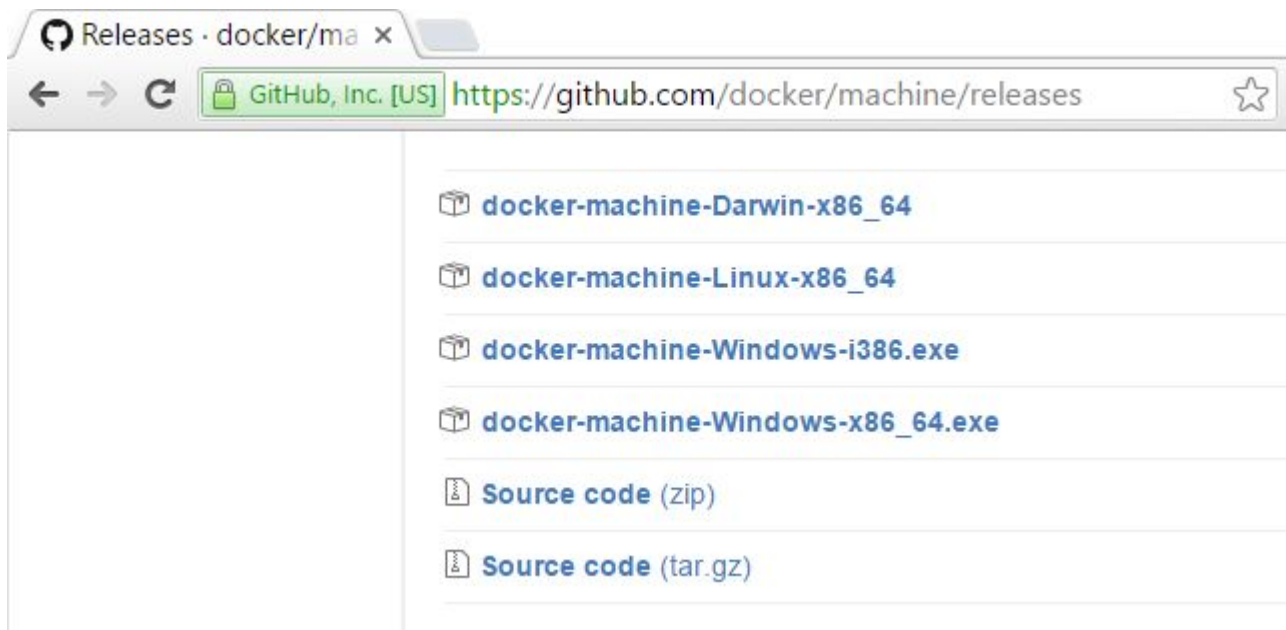 Releases · docker/ma
GitHub, Inc. [US] https://github.com/docker/machine/releases
docker-machine-Darwin-x86_64
docker-machine-Linux-x86_64
docker-machine-Windows-i386.exe
docker-machine-Windows-x86_64.exe
Source code (zip)
Source code (tar.gz)